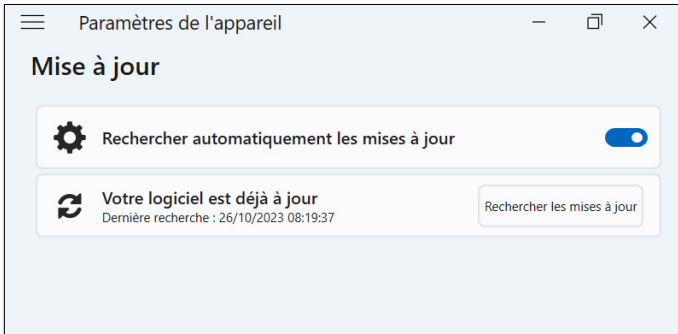 Paramètres de l'appareil
Mise à jour
Rechercher automatiquement les mises à jour
Votre logiciel est déjà à jour
Dernière recherche : 26/10/2023 08:19:37
Rechercher les mises à jour